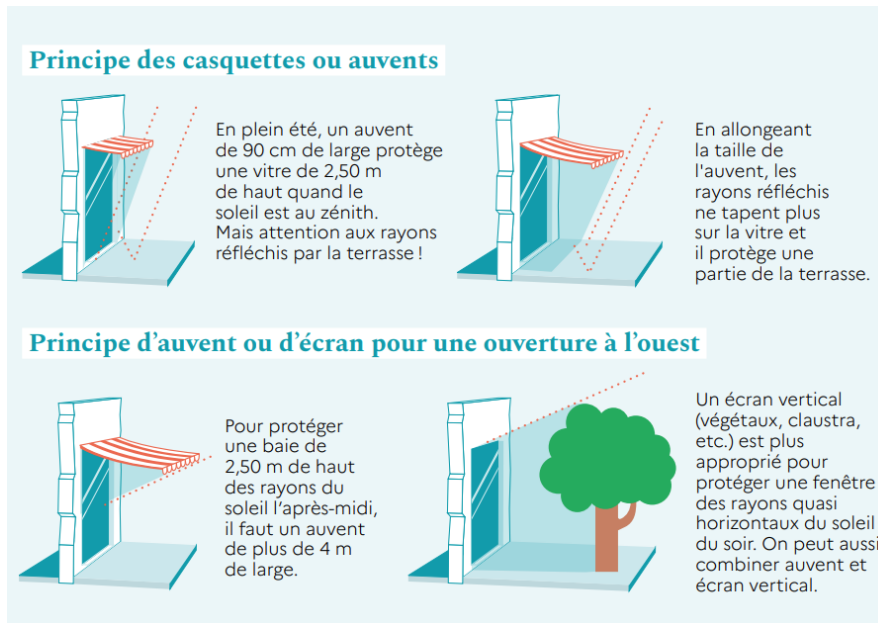 Principe des casquettes ou auvents
En plein été, un auvent
de 90 cm de large protège
une vitre de 2,50 m
de haut quand le
soleil est au zénith.
Mais attention aux rayons
réfléchis par la terrasse !
En allongeant
la taille de
l'auvent, les
rayons réfléchis
ne tapent plus
sur la vitre et
il protège une
partie de la terrasse.
Principe d’auvent ou d’écran pour une ouverture à l’ouest
Pour protéger
une baie de
2,50 m de haut
des rayons du
soleil l’après-midi,
il faut un auvent
de plus de 4 m
de large.
Un écran vertical
(végétaux, claustra,
etc.) est plus
approprié pour
protéger une fenêtre
des rayons quasi
horizontaux du soleil
du soir. On peut aussi
combiner auvent et
écran vertical.